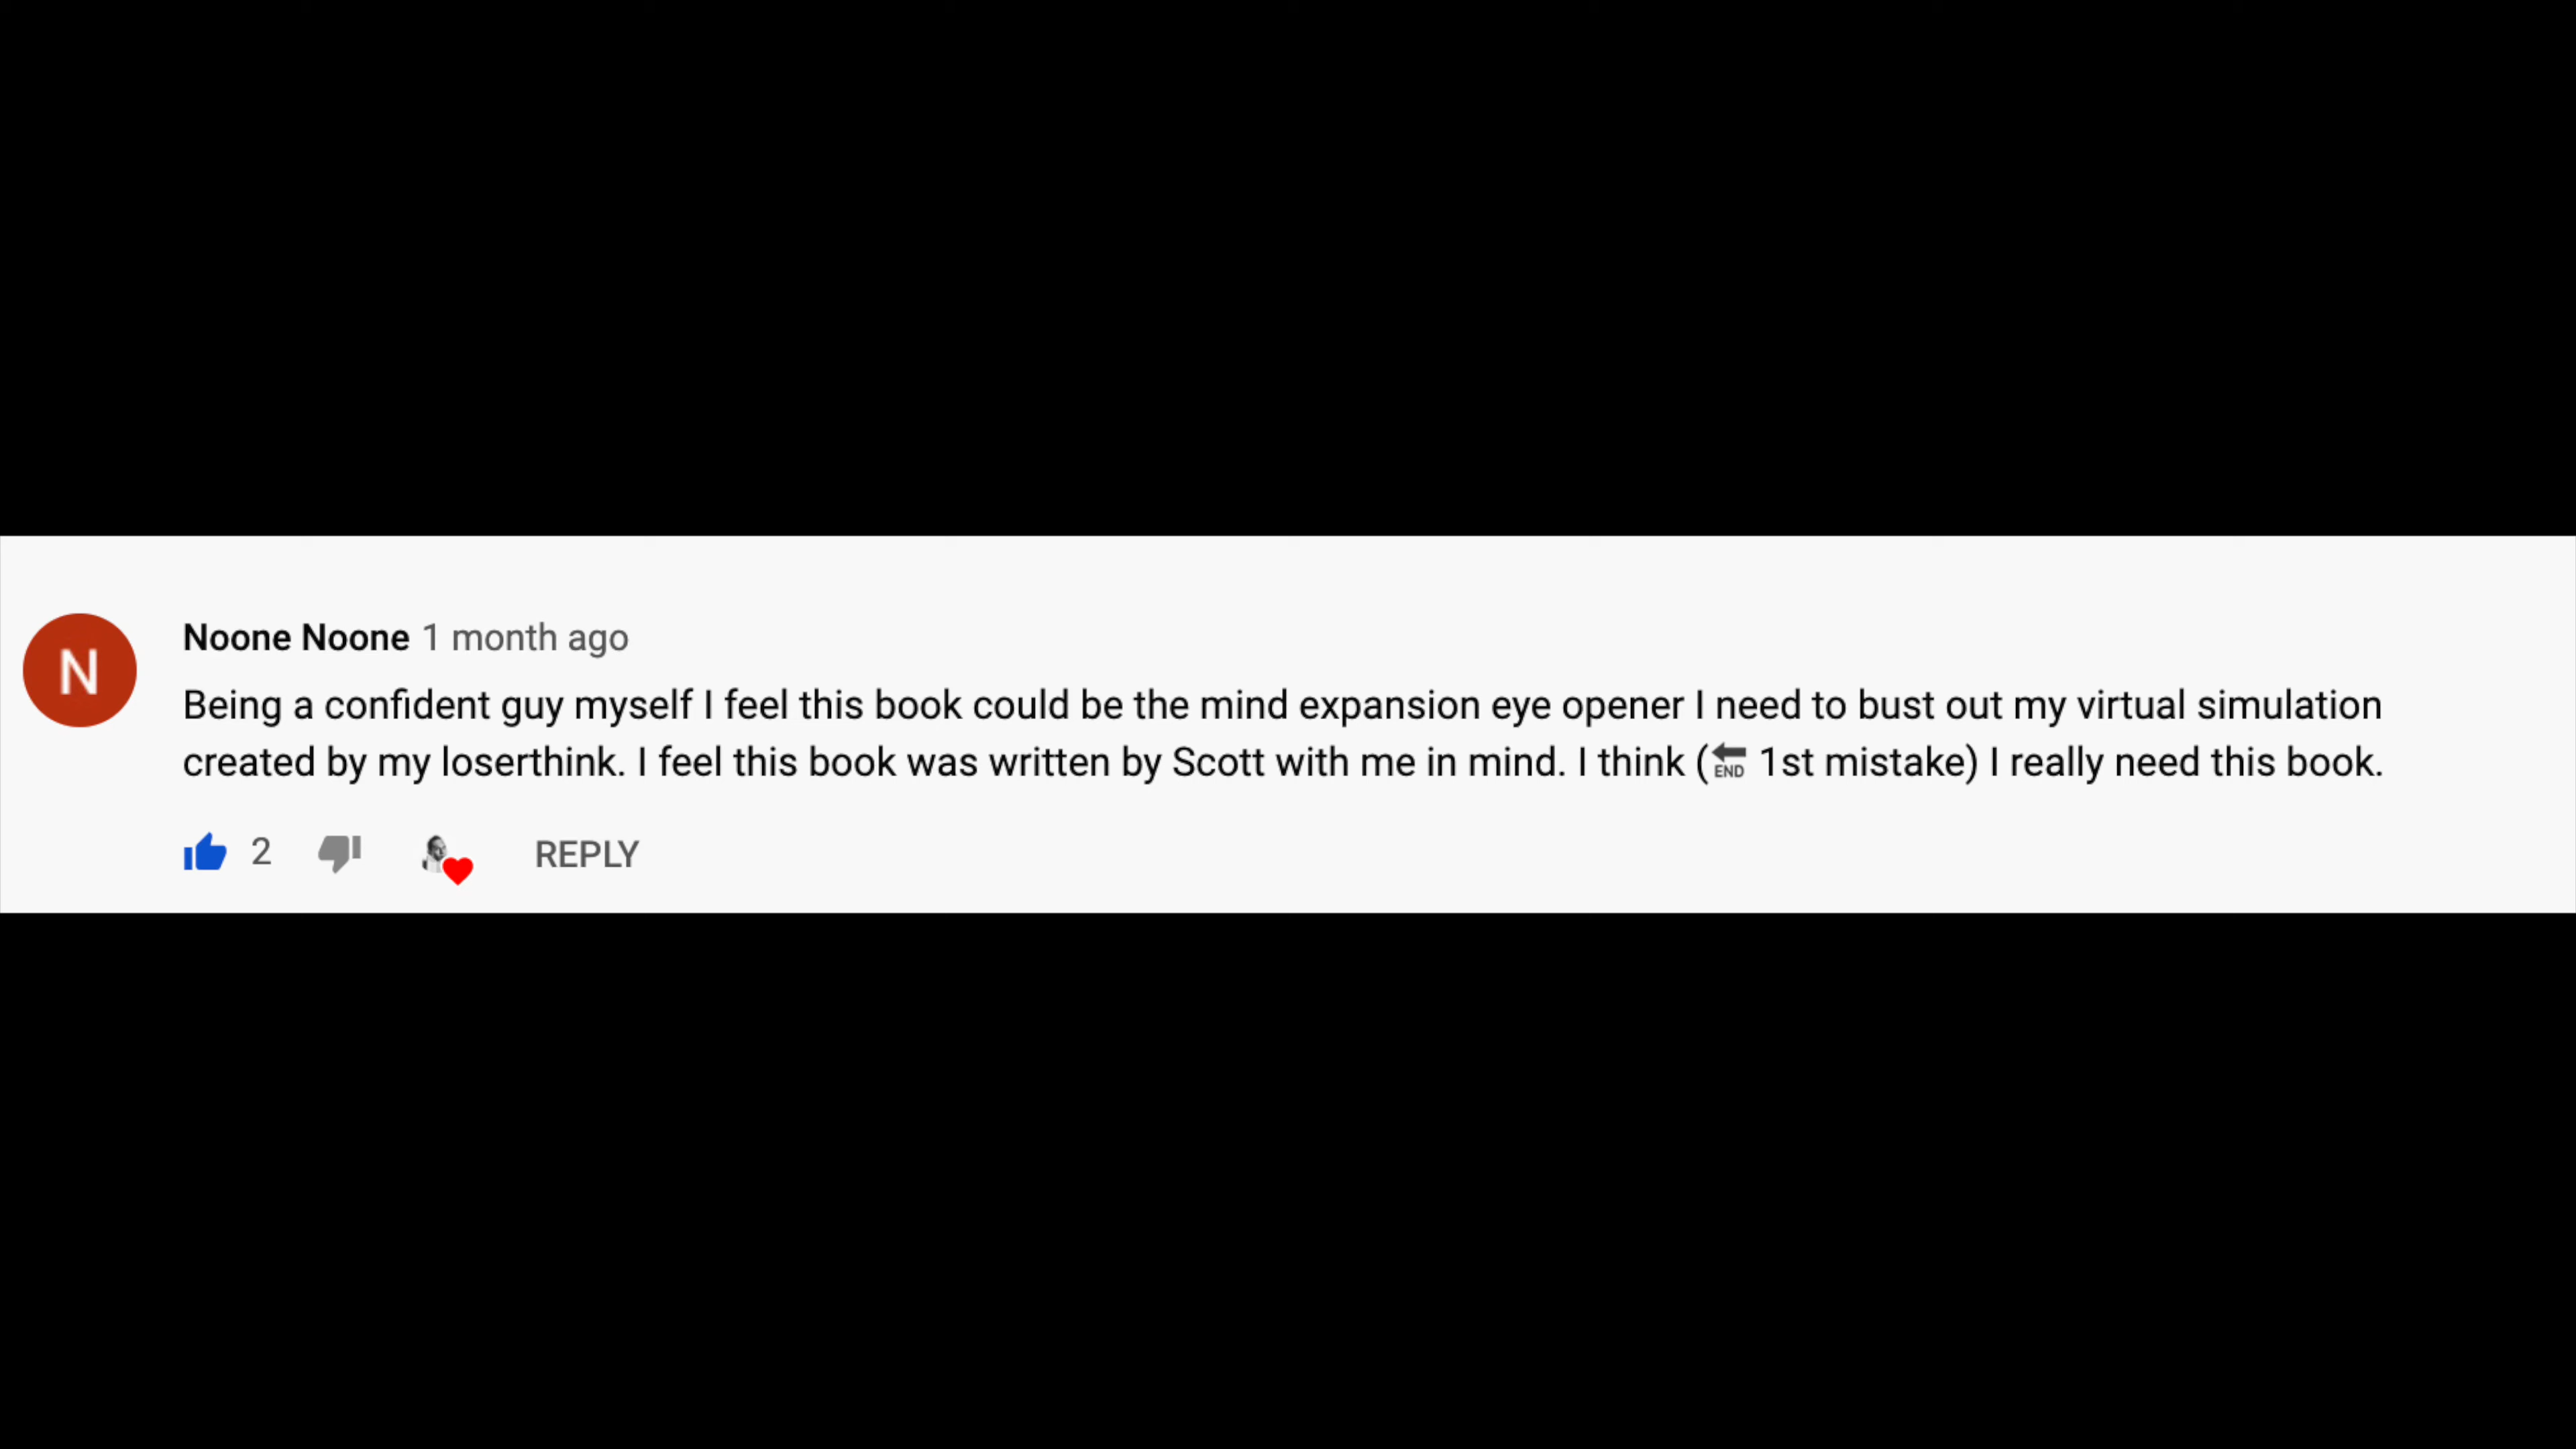 N
Noone Noone 1 month ago
Being a confident guy myself I feel this book could be the mind expansion eye opener I need to bust out my virtual simulation
created by my loserthink. I feel this book was written by Scott with me in mind. I think (🔚 1st mistake) I really need this book.
2 REPLY